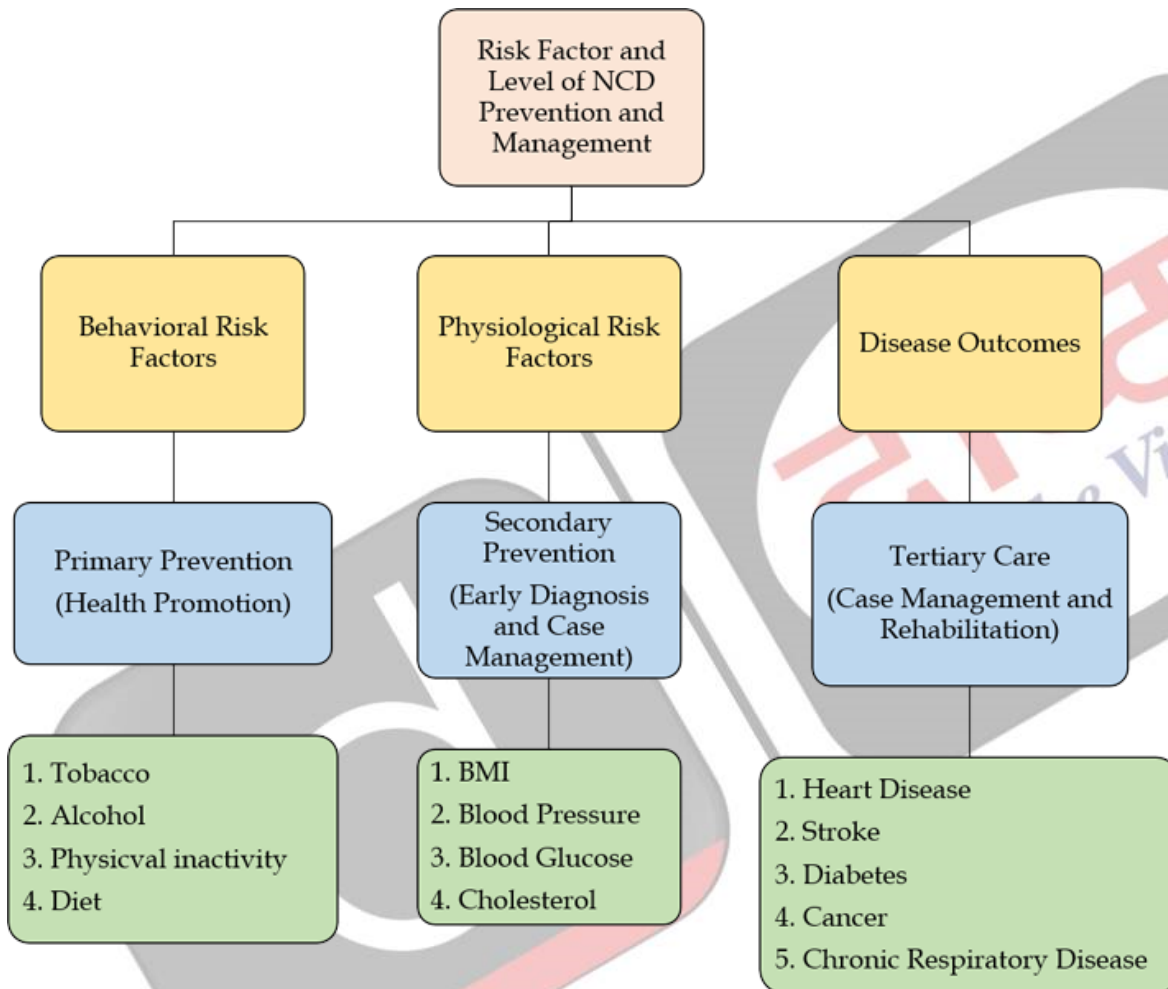 Risk Factor and
Level of NCD
Prevention and
Management
Behavioral Risk
Factors
Physiological Risk
Factors
Disease Outcomes
Primary Prevention
(Health Promotion)
Secondary
Prevention
(Early Diagnosis
and Case
Management)
Tertiary Care
(Case Management and
Rehabilitation)
1. Tobacco
2. Alcohol
3. Physicval inactivity
4. Diet
1. BMI
2. Blood Pressure
3. Blood Glucose
4. Cholesterol
1. Heart Disease
2. Stroke
3. Diabetes
4. Cancer
5. Chronic Respiratory Disease